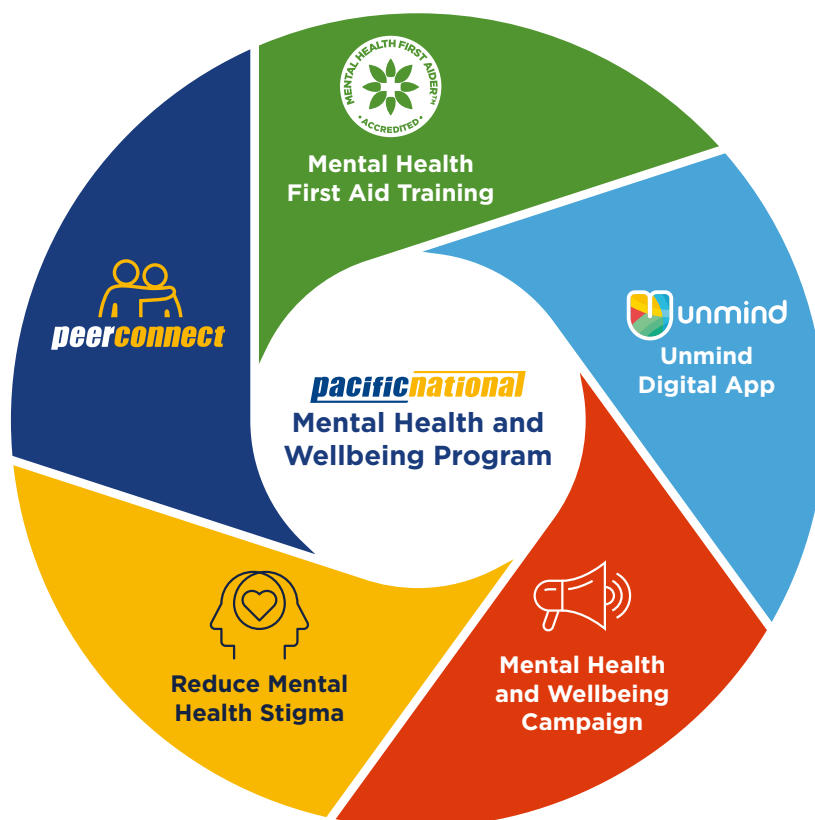 MENTAL HEALTH FIRST AIDER™
• ACCREDITED •
Mental Health
First Aid Training
unmind
Unmind
Digital App
peerconnect
pacificnational
Mental Health and
Wellbeing Program
Mental Health
and Wellbeing
Campaign
Reduce Mental
Health Stigma